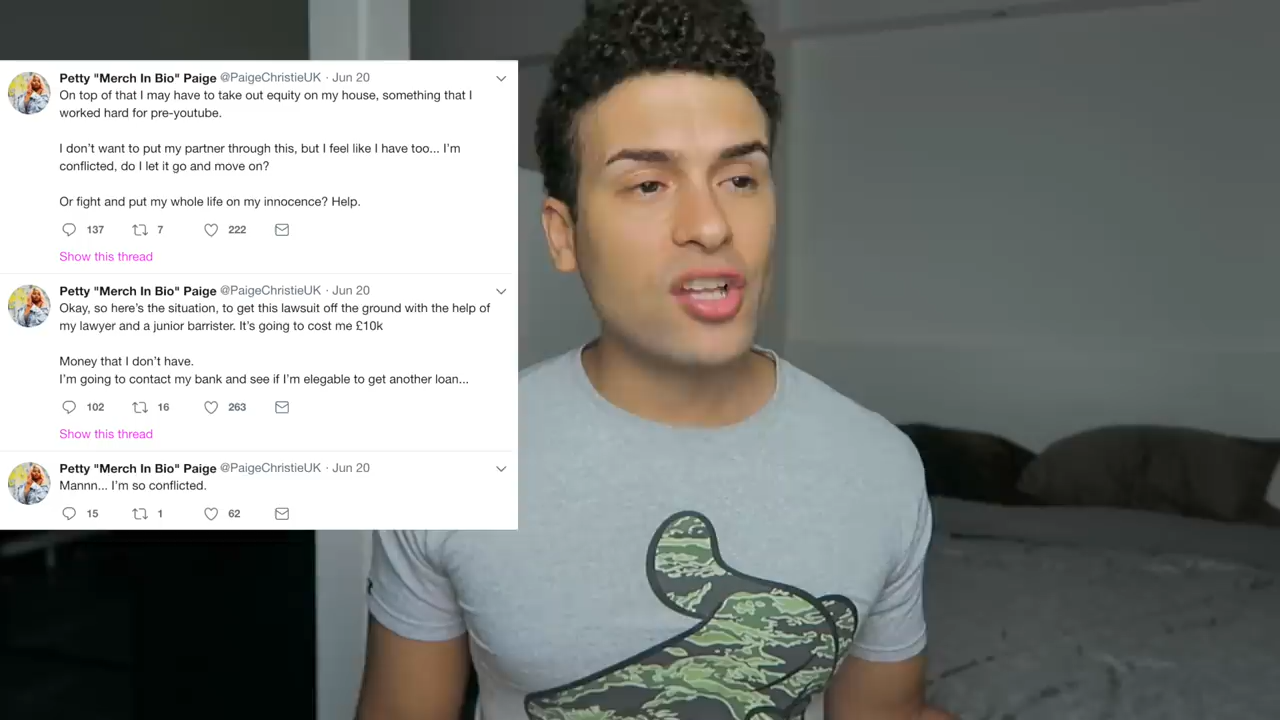 Petty "Merch In Bio" Paige @PaigeChristieUK · Jun 20
On top of that I may have to take out equity on my house, something that I
worked hard for pre-youtube.
I don't want to put my partner through this, but I feel like I have too... I'm
conflicted, do I let it go and move on?
Or fight and put my whole life on my innocence? Help.
137 7 222
Show this thread
Petty "Merch In Bio" Paige @PaigeChristieUK · Jun 20
Okay, so here's the situation, to get this lawsuit off the ground with the help of
my lawyer and a junior barrister. It's going to cost me £10k
Money that I don't have.
I'm going to contact my bank and see if I'm elegable to get another loan...
102 16 263
Show this thread
Petty "Merch In Bio" Paige @PaigeChristieUK · Jun 20
Mannn... I'm so conflicted.
15 1 62